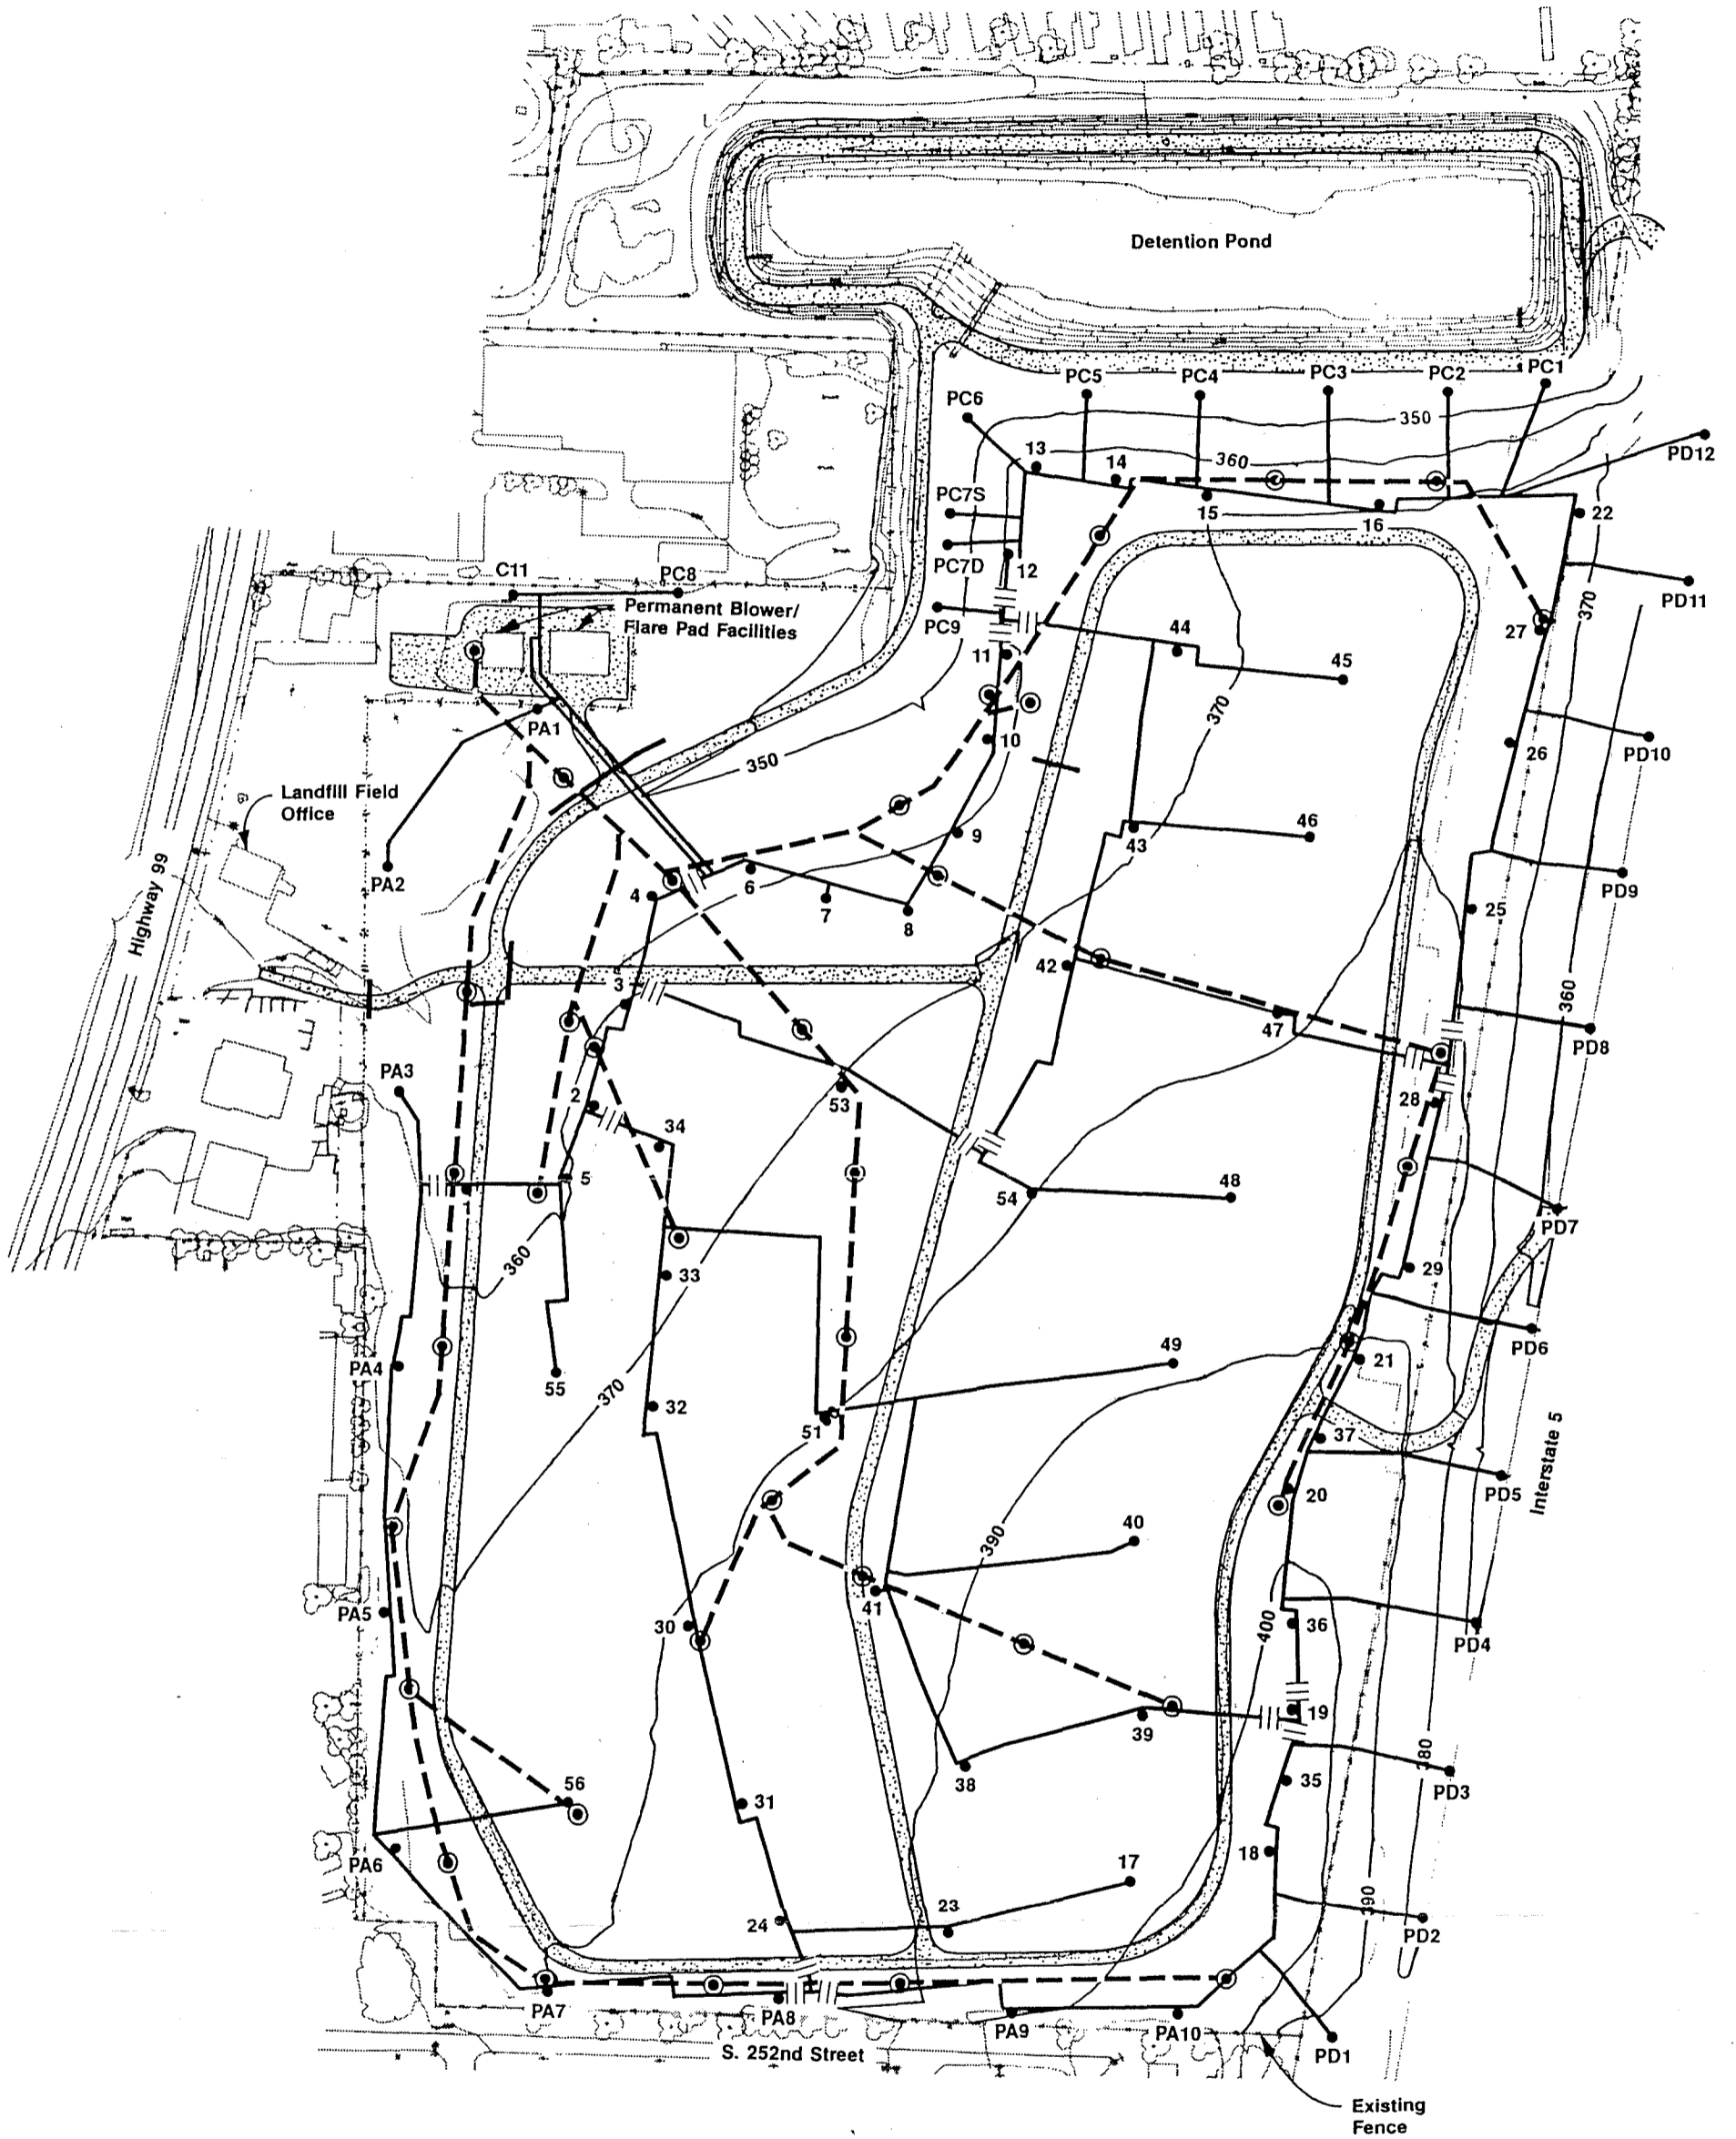 Detention Pond
PC5
PC4
PC3
PC2
PC1
PC6
350
PD12
13
14
360
PC7S
15
16
22
PC7D
12
C11
PC8
Permanent Blower/
Flare Pad Facilities
PC9
PD11
370
27
44
11
45
PA1
370
10
26
PD10
350
Landfill Field
Office
46
9
43
Highway 99
PA2
6
PD9
4
7
8
25
42
3
360
47
PD8
PA3
2
53
28
34
5
1
48
54
PD7
360
33
29
49
PD6
PA4
21
55
370
32
51
37
Interstate 5
20
PD5
40
390
41
PA5
30
400
36
PD4
19
39
380
56
38
35
PD3
31
PA6
18
17
390
23
24
PD2
PA7
PA8
PA9
PA10
S. 252nd Street
PD1
Existing
Fence